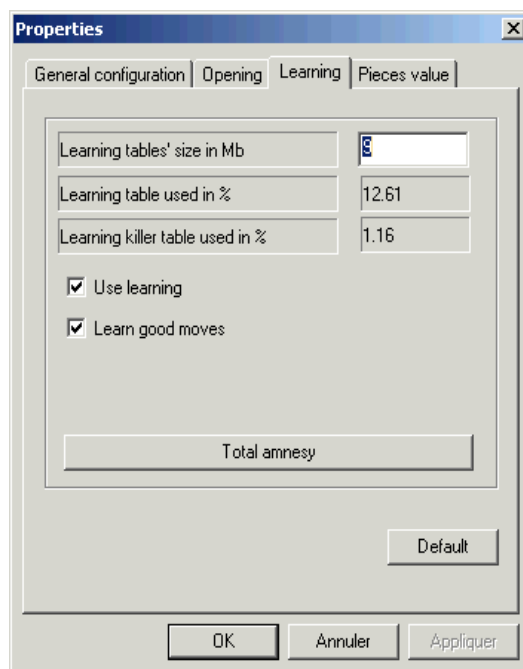 Properties
General configuration Opening Learning Pieces value
Learning tables' size in Mb 9
Learning table used in % 12.61
Learning killer table used in % 1.16
Use learning
Learn good moves
Total amnesy
Default
OK Annuler Appliquer